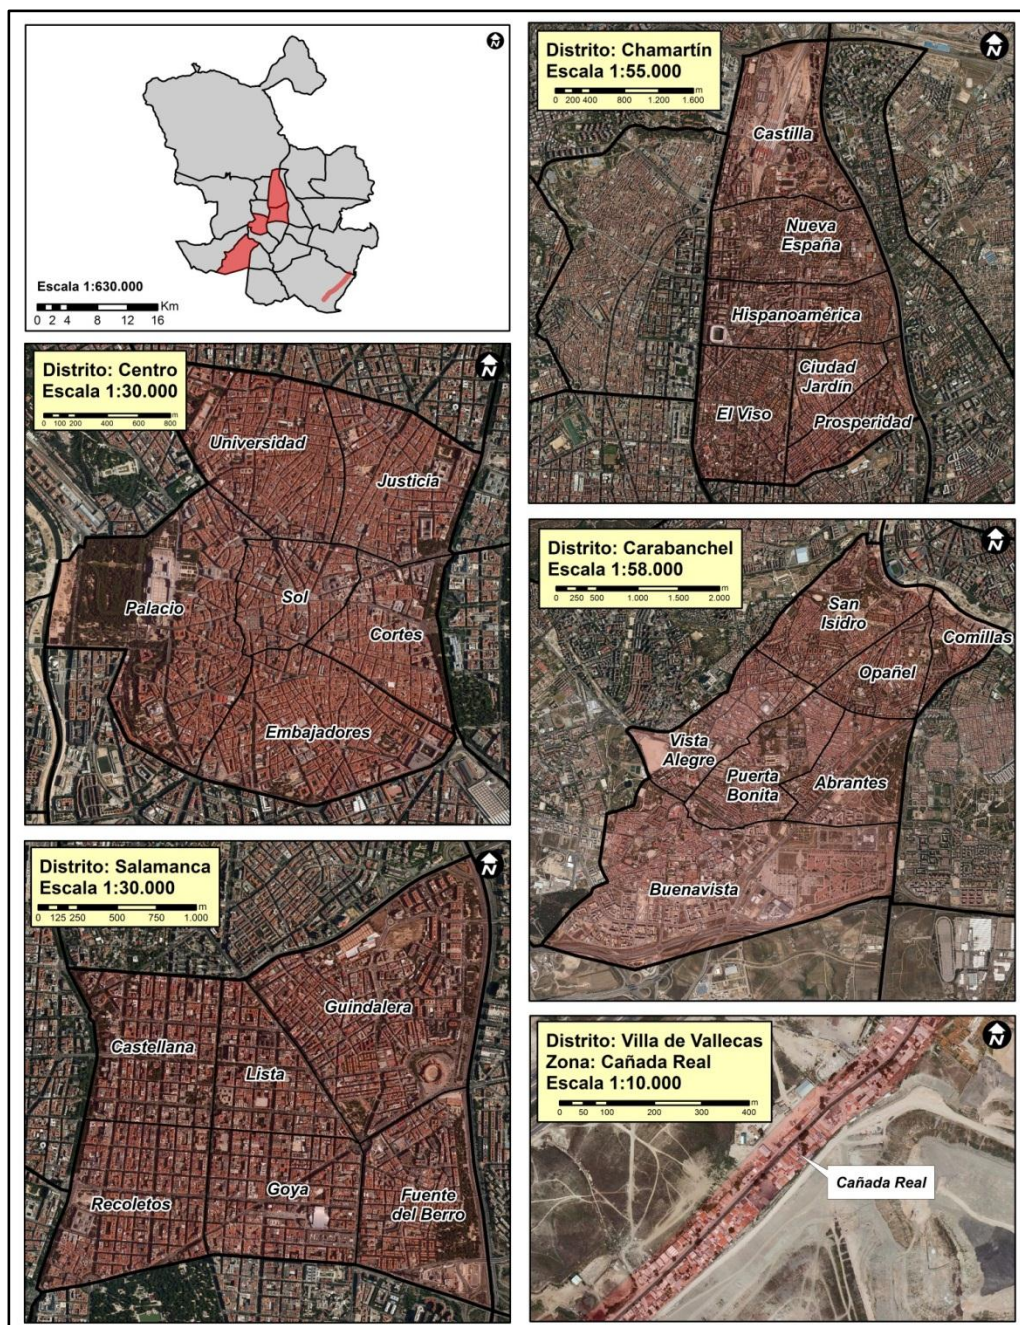 N
Escala 1:630.000
Km
0 2 4 8 12 16
Distrito: Chamartín
Escala 1:55.000
m
0 200 400 800 1.200 1.600
N
Castilla
Nueva
España
Hispanoamérica
Ciudad
Jardín
El Viso
Prosperidad
Distrito: Centro
Escala 1:30.000
m
0 100 200 400 600 800
N
Universidad
Justicia
Palacio
Sol
Cortes
Embajadores
Distrito: Carabanchel
Escala 1:58.000
m
0 250 500 1.000 1.500 2.000
N
San
Isidro
Comillas
Opañel
Vista
Alegre
Puerta
Bonita
Abrantes
Buenavista
Distrito: Salamanca
Escala 1:30.000
m
0 125 250 500 750 1.000
N
Guindalera
Castellana
Lista
Recoletos
Goya
Fuente
del Berro
Distrito: Villa de Vallecas
Zona: Cañada Real
Escala 1:10.000
m
0 50 100 200 300 400
N
Cañada Real